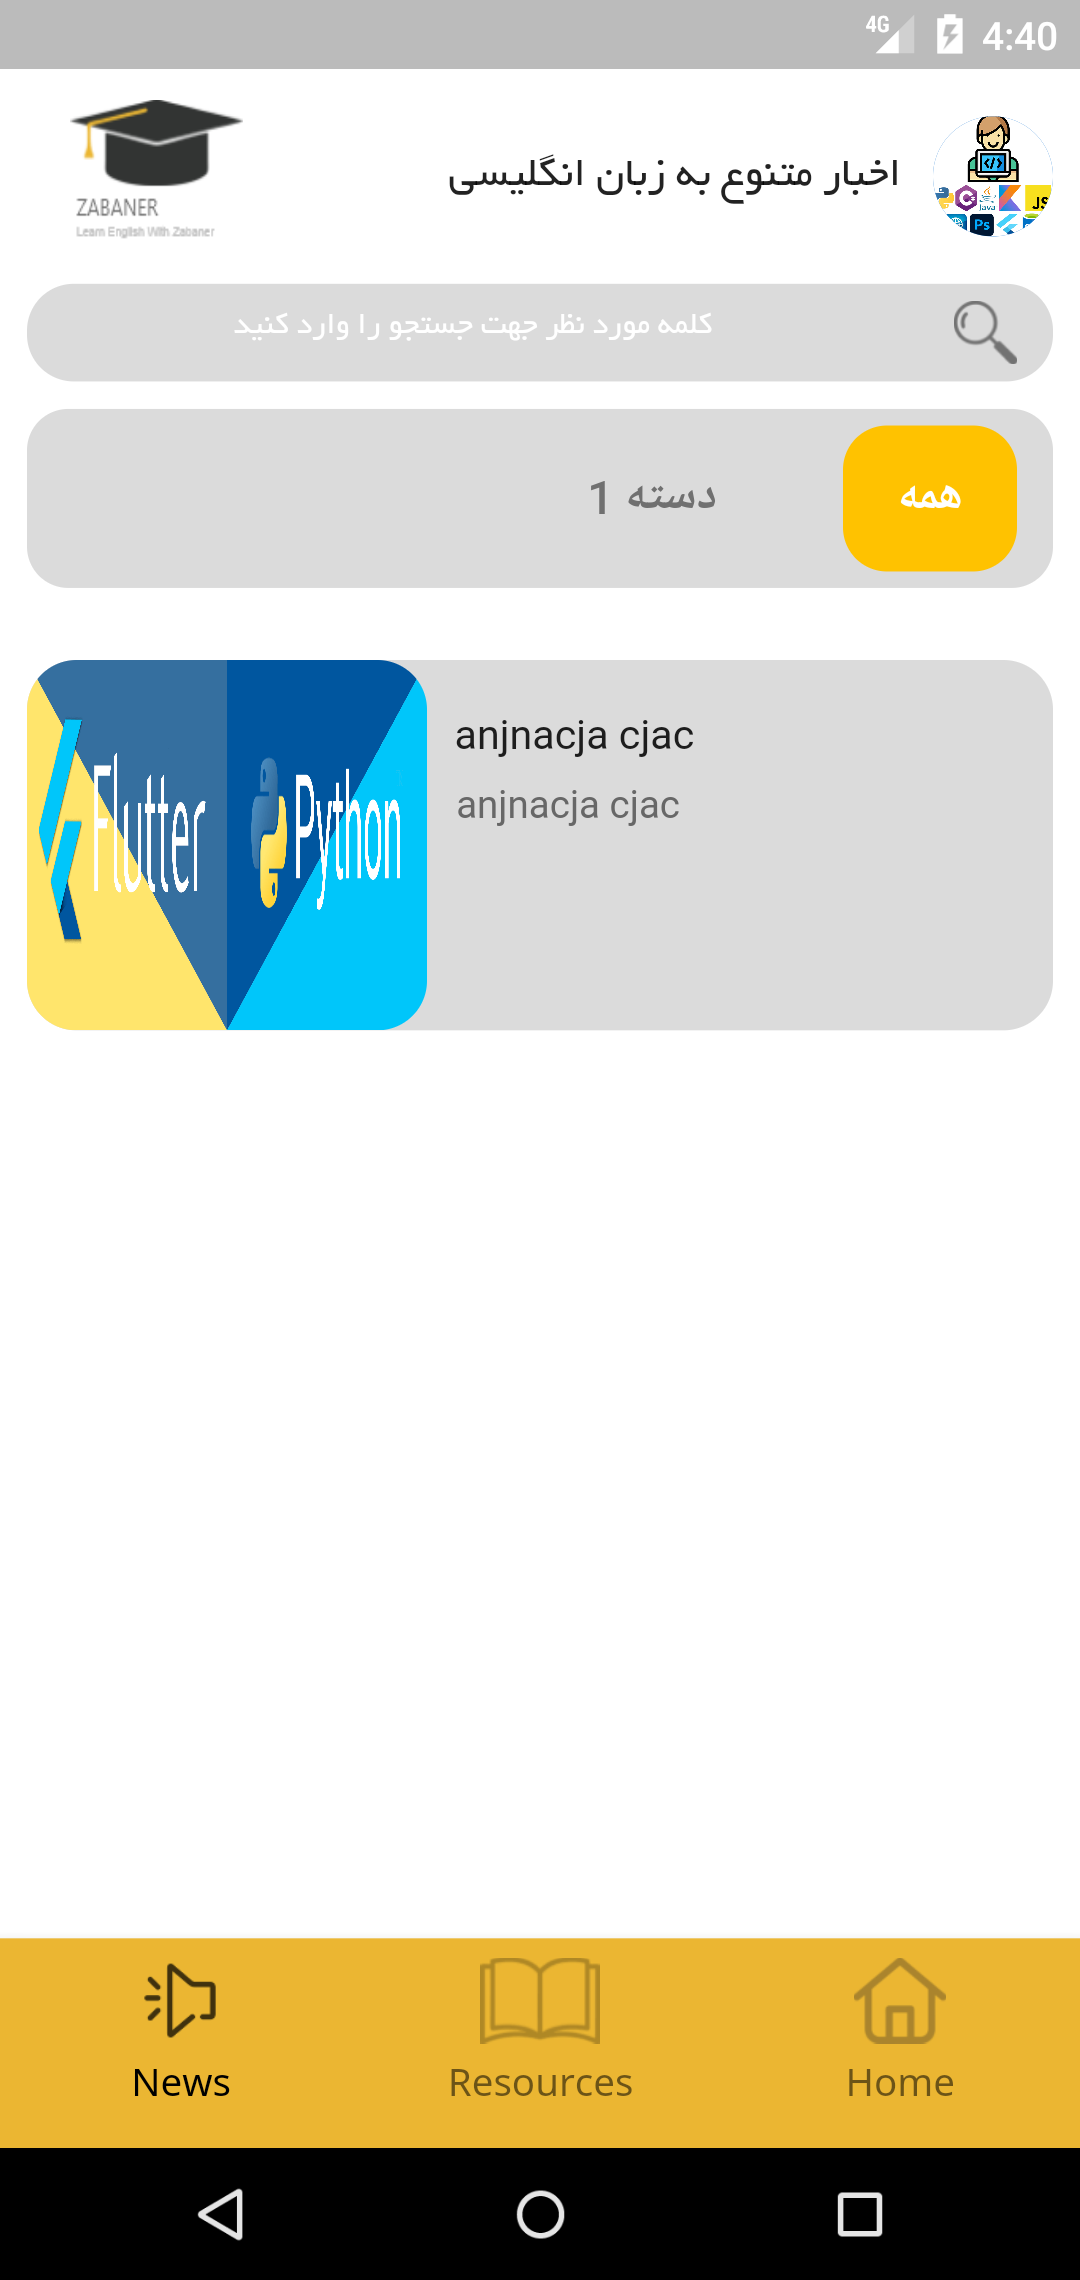 4G 4:40
ZABANER
Learn English With Zabaner
اخبار متنوع به زبان انگلیسی
C#
Java
JS
Ps
کلمه مورد نظر جهت جستجو را وارد کنید
همه
دسته 1
Flutter
Python
anjnacja cjac
anjnacja cjac
News
Resources
Home